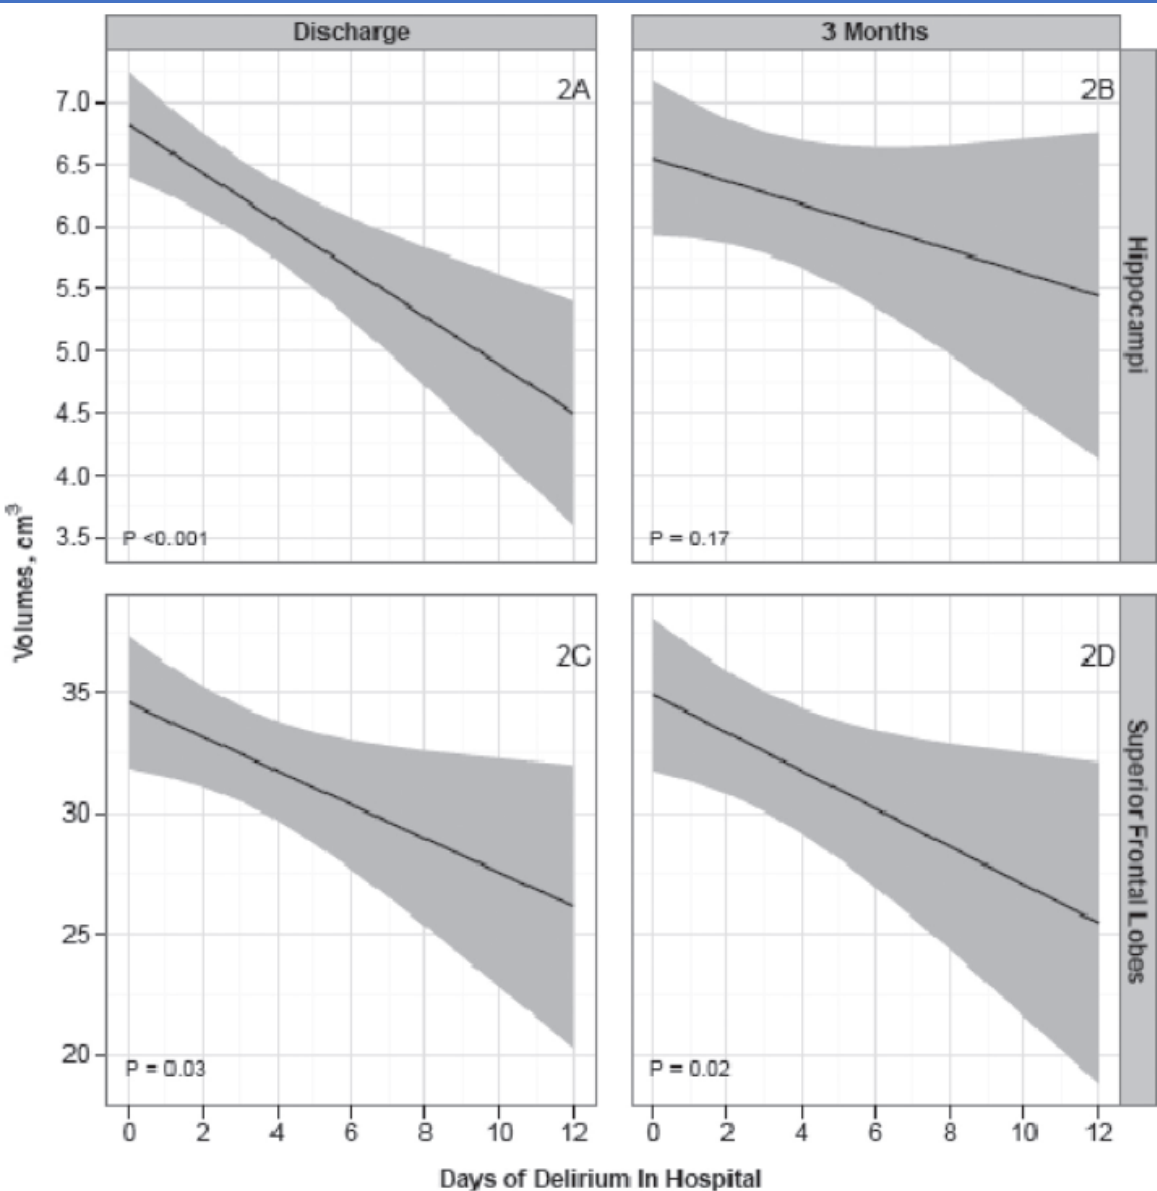 Discharge
3 Months
2A
2B
7.0
6.5
6.0
5.5
5.0
4.5
4.0
3.5
P <0.001
P = 0.17
Hippocampi
Volumes, cm³
2C
2D
35
30
25
20
P = 0.03
P = 0.02
Superior Frontal Lobes
0 2 4 6 8 10 12
0 2 4 6 8 10 12
Days of Delirium In Hospital